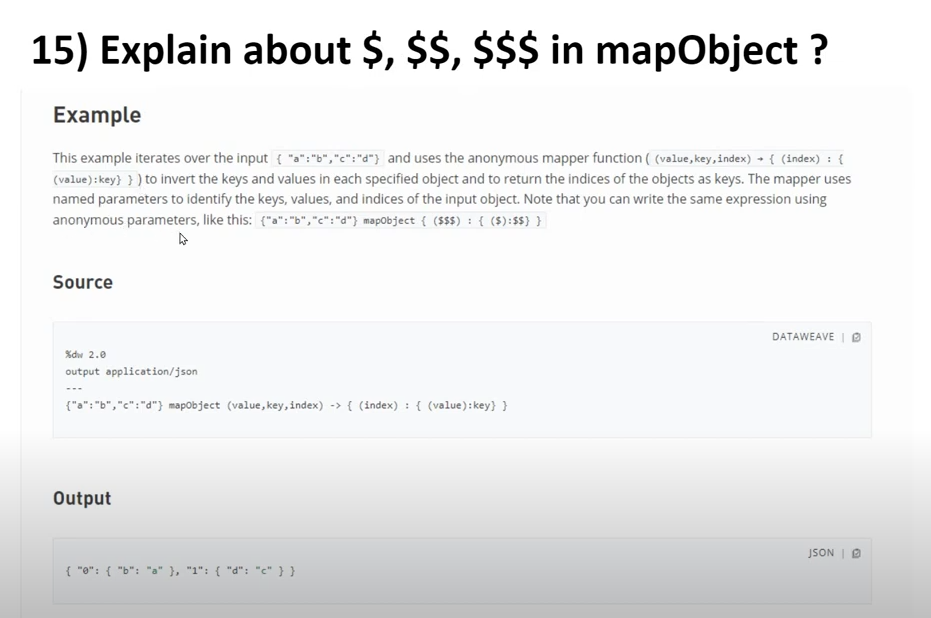 15) Explain about $, $$, $$$ in mapObject ?
Example
This example iterates over the input { "a":"b","c":"d"} and uses the anonymous mapper function ( (value,key,index) → { (index) : {
(value):key} } ) to invert the keys and values in each specified object and to return the indices of the objects as keys. The mapper uses
named parameters to identify the keys, values, and indices of the input object. Note that you can write the same expression using
anonymous parameters, like this: {"a":"b","c":"d"} mapObject { ($$$) : { ($):$$} }
Source
DATAWEAVE |
%dw 2.0
output application/json
---
{"a":"b","c":"d"} mapObject (value,key,index) -> { (index) : { (value):key} }
Output
JSON |
{ "0": { "b": "a" }, "1": { "d": "c" } }